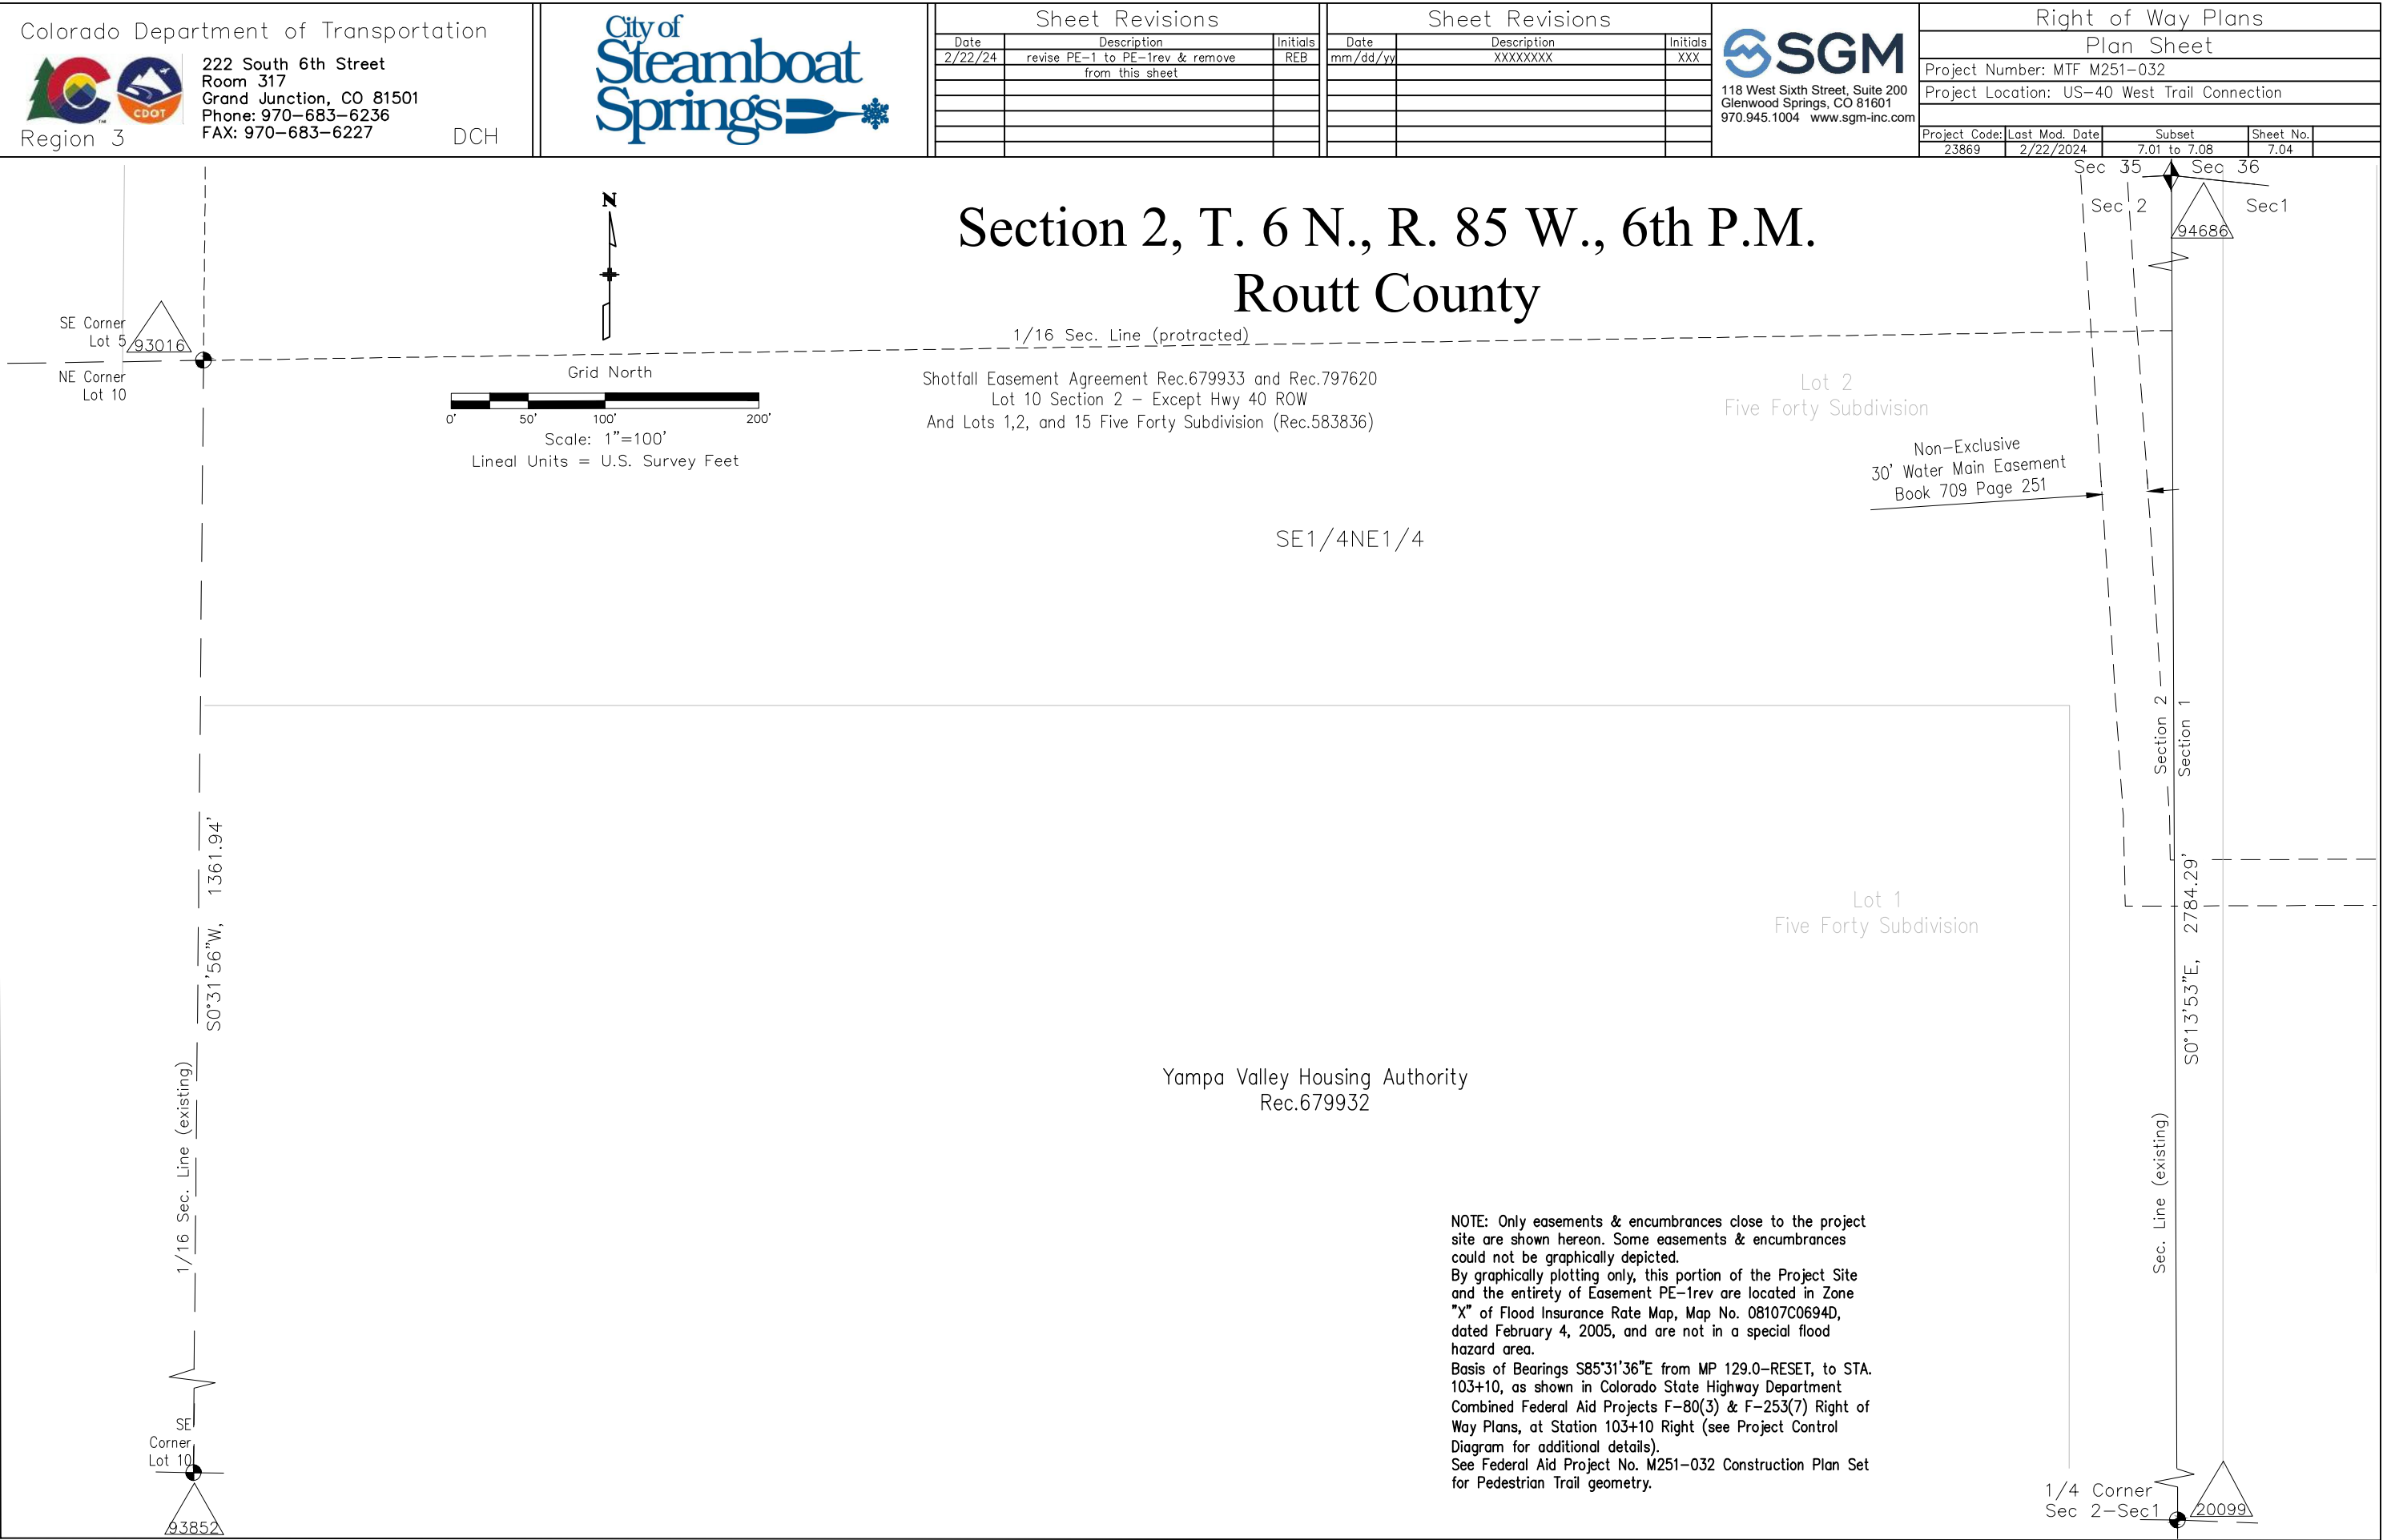 Colorado Department of Transportation
CDOT
Region 3
222 South 6th Street
Room 317
Grand Junction, CO 81501
Phone: 970-683-6236
FAX: 970-683-6227
DCH
City of
Steamboat
Springs
Sheet Revisions
Date Description Initials
2/22/24 revise PE-1 to PE-1rev & remove REB
from this sheet
Sheet Revisions
Date Description Initials
mm/dd/yy XXXXXXXX XXX
SGM
118 West Sixth Street, Suite 200
Glenwood Springs, CO 81601
970.945.1004 www.sgm-inc.com
Right of Way Plans
Plan Sheet
Project Number: MTF M251-032
Project Location: US-40 West Trail Connection
Project Code: Last Mod. Date Subset Sheet No.
23869 2/22/2024 7.01 to 7.08 7.04
Sec 35 Sec 36
Sec 2 Sec1
94686
N
Section 2, T. 6 N., R. 85 W., 6th P.M.
Routt County
SE Corner
Lot 5
93016
NE Corner
Lot 10
1/16 Sec. Line (protracted)
Grid North
0' 50' 100' 200'
Scale: 1"=100'
Lineal Units = U.S. Survey Feet
Shotfall Easement Agreement Rec.679933 and Rec.797620
Lot 10 Section 2 - Except Hwy 40 ROW
And Lots 1,2, and 15 Five Forty Subdivision (Rec.583836)
Lot 2
Five Forty Subdivision
Non-Exclusive
30' Water Main Easement
Book 709 Page 251
SE1/4NE1/4
Section 2
Section 1
S0°31'56"W, 1361.94'
S0°13'53"E, 2784.29'
Lot 1
Five Forty Subdivision
1/16 Sec. Line (existing)
Yampa Valley Housing Authority
Rec.679932
Sec. Line (existing)
NOTE: Only easements & encumbrances close to the project
site are shown hereon. Some easements & encumbrances
could not be graphically depicted.
By graphically plotting only, this portion of the Project Site
and the entirety of Easement PE-1rev are located in Zone
"X" of Flood Insurance Rate Map, Map No. 08107C0694D,
dated February 4, 2005, and are not in a special flood
hazard area.
Basis of Bearings S85°31'36"E from MP 129.0-RESET, to STA.
103+10, as shown in Colorado State Highway Department
Combined Federal Aid Projects F-80(3) & F-253(7) Right of
Way Plans, at Station 103+10 Right (see Project Control
Diagram for additional details).
See Federal Aid Project No. M251-032 Construction Plan Set
for Pedestrian Trail geometry.
SE
Corner
Lot 10
93852
1/4 Corner
Sec 2-Sec1
20099